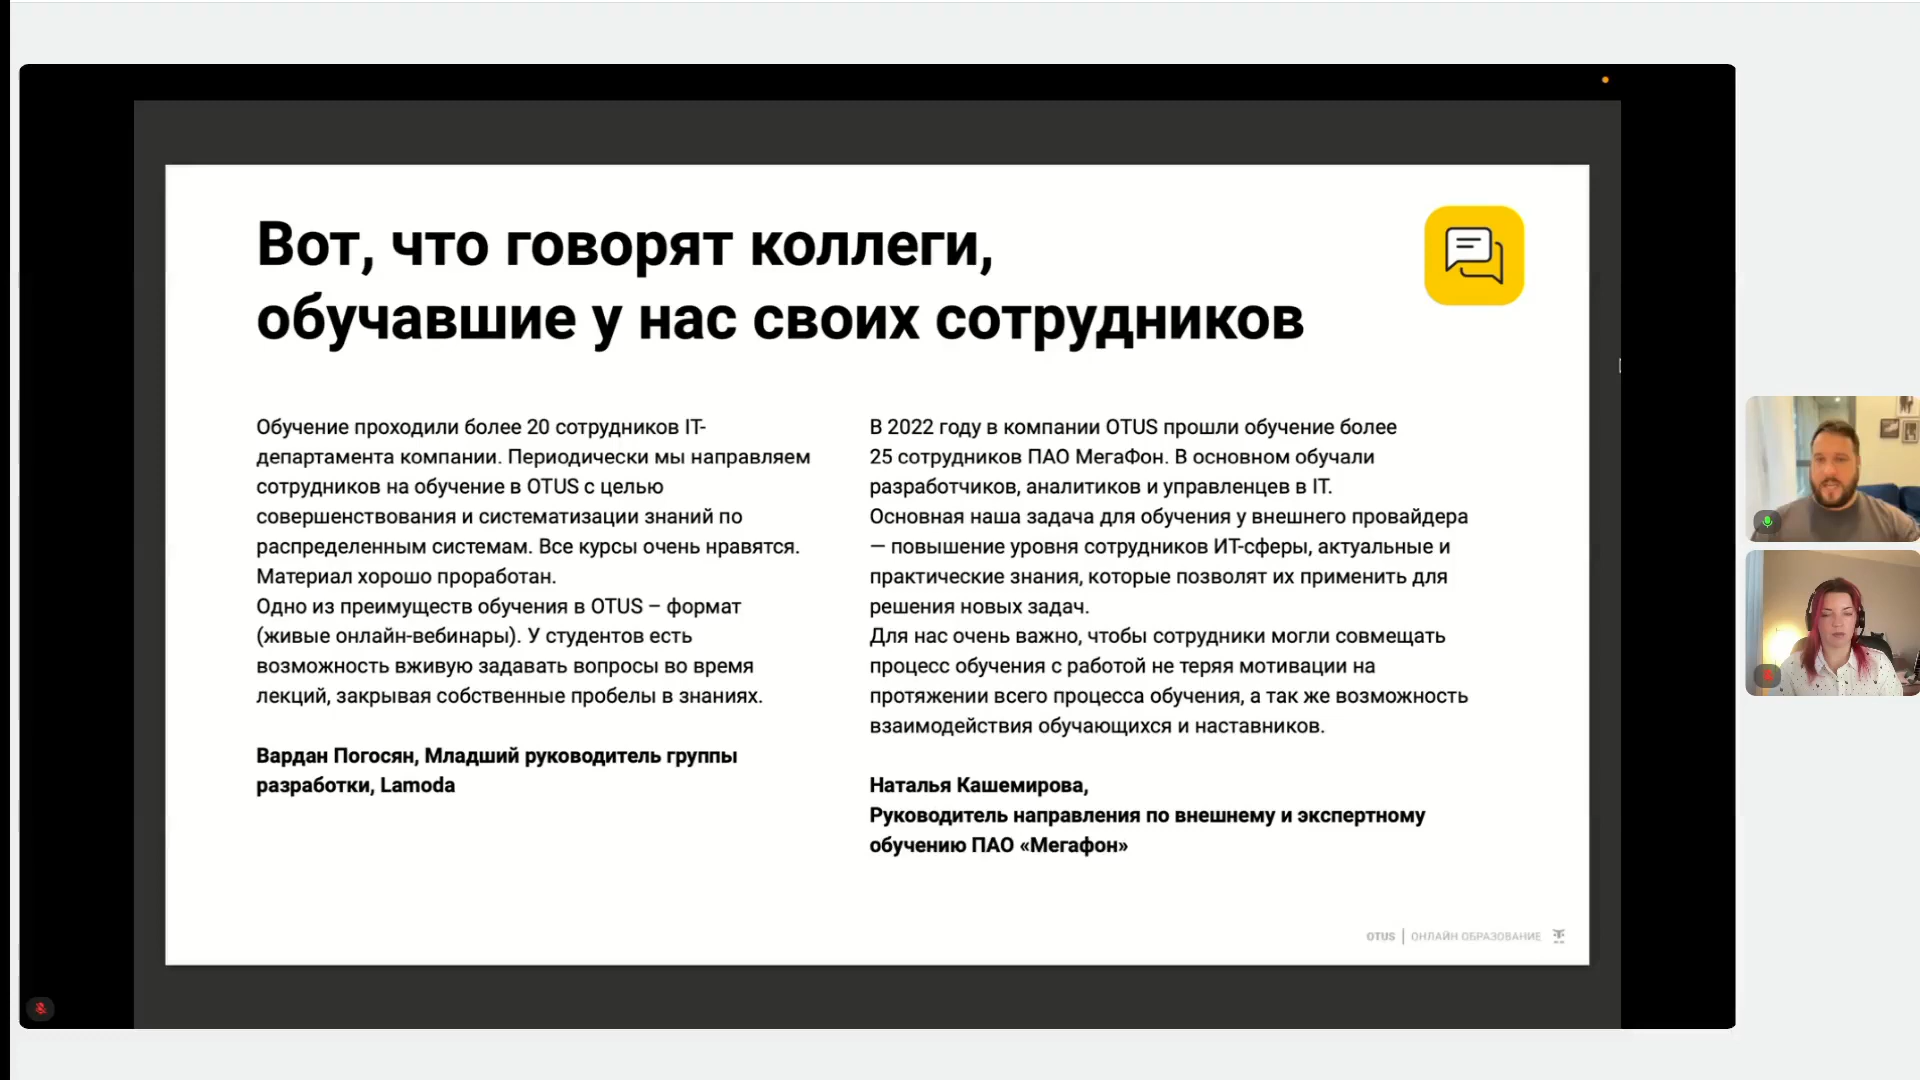 Вот, что говорят коллеги,
обучавшие у нас своих сотрудников
Обучение проходили более 20 сотрудников IT-
департамента компании. Периодически мы направляем
сотрудников на обучение в OTUS с целью
совершенствования и систематизации знаний по
распределенным системам. Все курсы очень нравятся.
Материал хорошо проработан.
Одно из преимуществ обучения в OTUS – формат
(живые онлайн-вебинары). У студентов есть
возможность вживую задавать вопросы во время
лекций, закрывая собственные пробелы в знаниях.
Вардан Погосян, Младший руководитель группы
разработки, Lamoda
В 2022 году в компании OTUS прошли обучение более
25 сотрудников ПАО МегаФон. В основном обучали
разработчиков, аналитиков и управленцев в IT.
Основная наша задача для обучения у внешнего провайдера
— повышение уровня сотрудников ИТ-сферы, актуальные и
практические знания, которые позволят их применить для
решения новых задач.
Для нас очень важно, чтобы сотрудники могли совмещать
процесс обучения с работой не теряя мотивации на
протяжении всего процесса обучения, а так же возможность
взаимодействия обучающихся и наставников.
Наталья Кашемирова,
Руководитель направления по внешнему и экспертному
обучению ПАО «Мегафон»
OTUS | ОНЛАЙН ОБРАЗОВАНИЕ